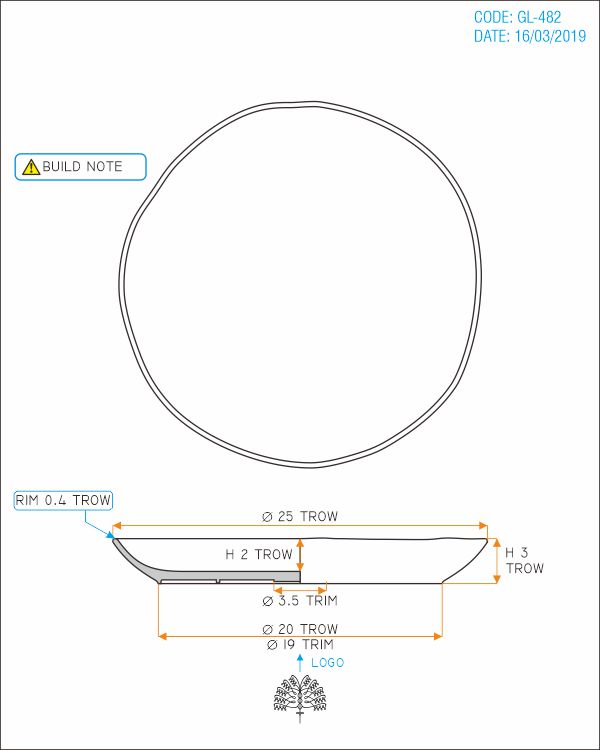 CODE: GL-482
DATE: 16/03/2019
BUILD NOTE
RIM 0.4 TROW
Ø 25 TROW
H 2 TROW
H 3
TROW
Ø 3.5 TRIM
Ø 20 TROW
Ø 19 TRIM
LOGO